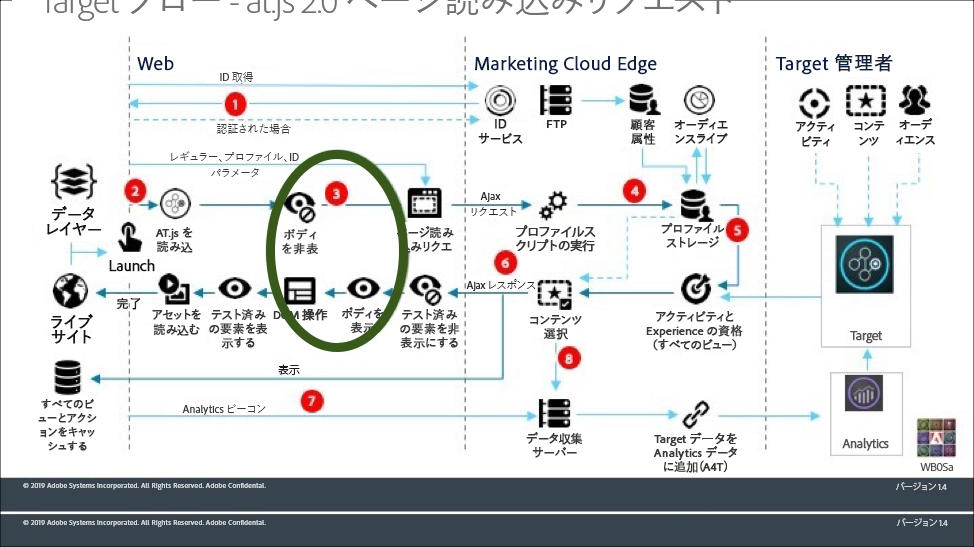 Target フロー - at.js 2.0 ページ読み込みリクエスト
Web
Marketing Cloud Edge
Target 管理者
ID 取得
1
認証された場合
ID
サービス
FTP
顧客
属性
オーディエ
ンスライブ
アクティ
ビティ
コンテ
ンツ
オーデ
ィエンス
レギュラー、プロファイル、ID
パラメータ
データ
レイヤー
2
AT.js を
読み込
3
ボディ
を非表
ページ読み
込みリクエ
Ajax
リクエスト
プロファイルス
クリプトの実行
4
プロファイル
ストレージ
5
Launch
6
Ajax レスポンス
ライブ
サイト
完了
アセットを
読み込む
テスト済み
の要素を表
示する
DOM 操作
ボディを
表示
テスト済み
の要素を非
表示にする
コンテンツ
選択
アクティビティと
Experience の資格
(すべてのビュー)
Target
8
表示
すべてのビ
ューとアクシ
ョンをキャッ
シュする
Analytics ビーコン
7
データ収集
サーバー
Target データを
Analytics データ
に追加 (A4T)
Analytics
A
WB0Sa
© 2019 Adobe Systems Incorporated. All Rights Reserved. Adobe Confidential.
バージョン 1.4
© 2019 Adobe Systems Incorporated. All Rights Reserved. Adobe Confidential.
バージョン 1.4